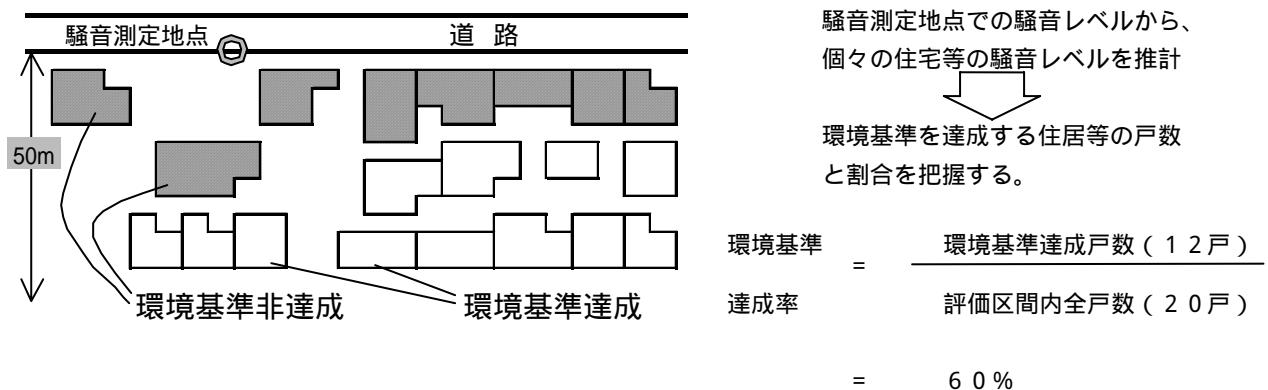 騒音測定地点
道 路
50m
環境基準非達成
環境基準達成
騒音測定地点での騒音レベルから、
個々の住宅等の騒音レベルを推計
環境基準を達成する住居等の戸数
と割合を把握する。
環境基準
達成率
=
環境基準達成戸数(12戸)
評価区間内全戸数(20戸)
= 60%